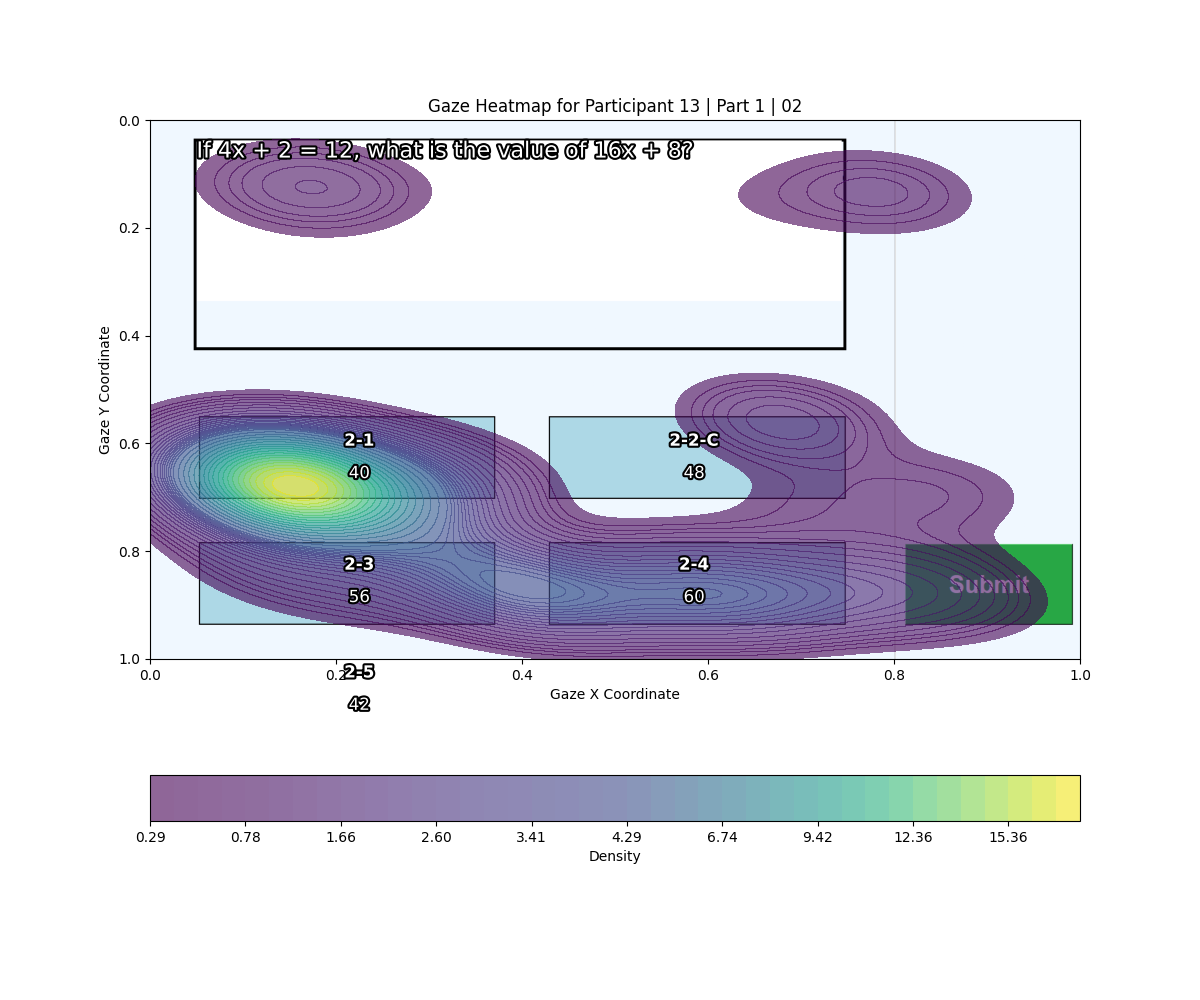 Gaze Heatmap for Participant 13 | Part 1 | 02
0.0
If 4x + 2 = 12, what is the value of 16x + 8?
0.2
0.4
Gaze Y Coordinate
0.6
2-1
2-2-C
40
48
0.8
2-3
2-4
56
60
Submit
1.0
0.0 0.2 0.4 0.6 0.8 1.0
2-5
Gaze X Coordinate
42
0.29 0.78 1.66 2.60 3.41 4.29 6.74 9.42 12.36 15.36
Density